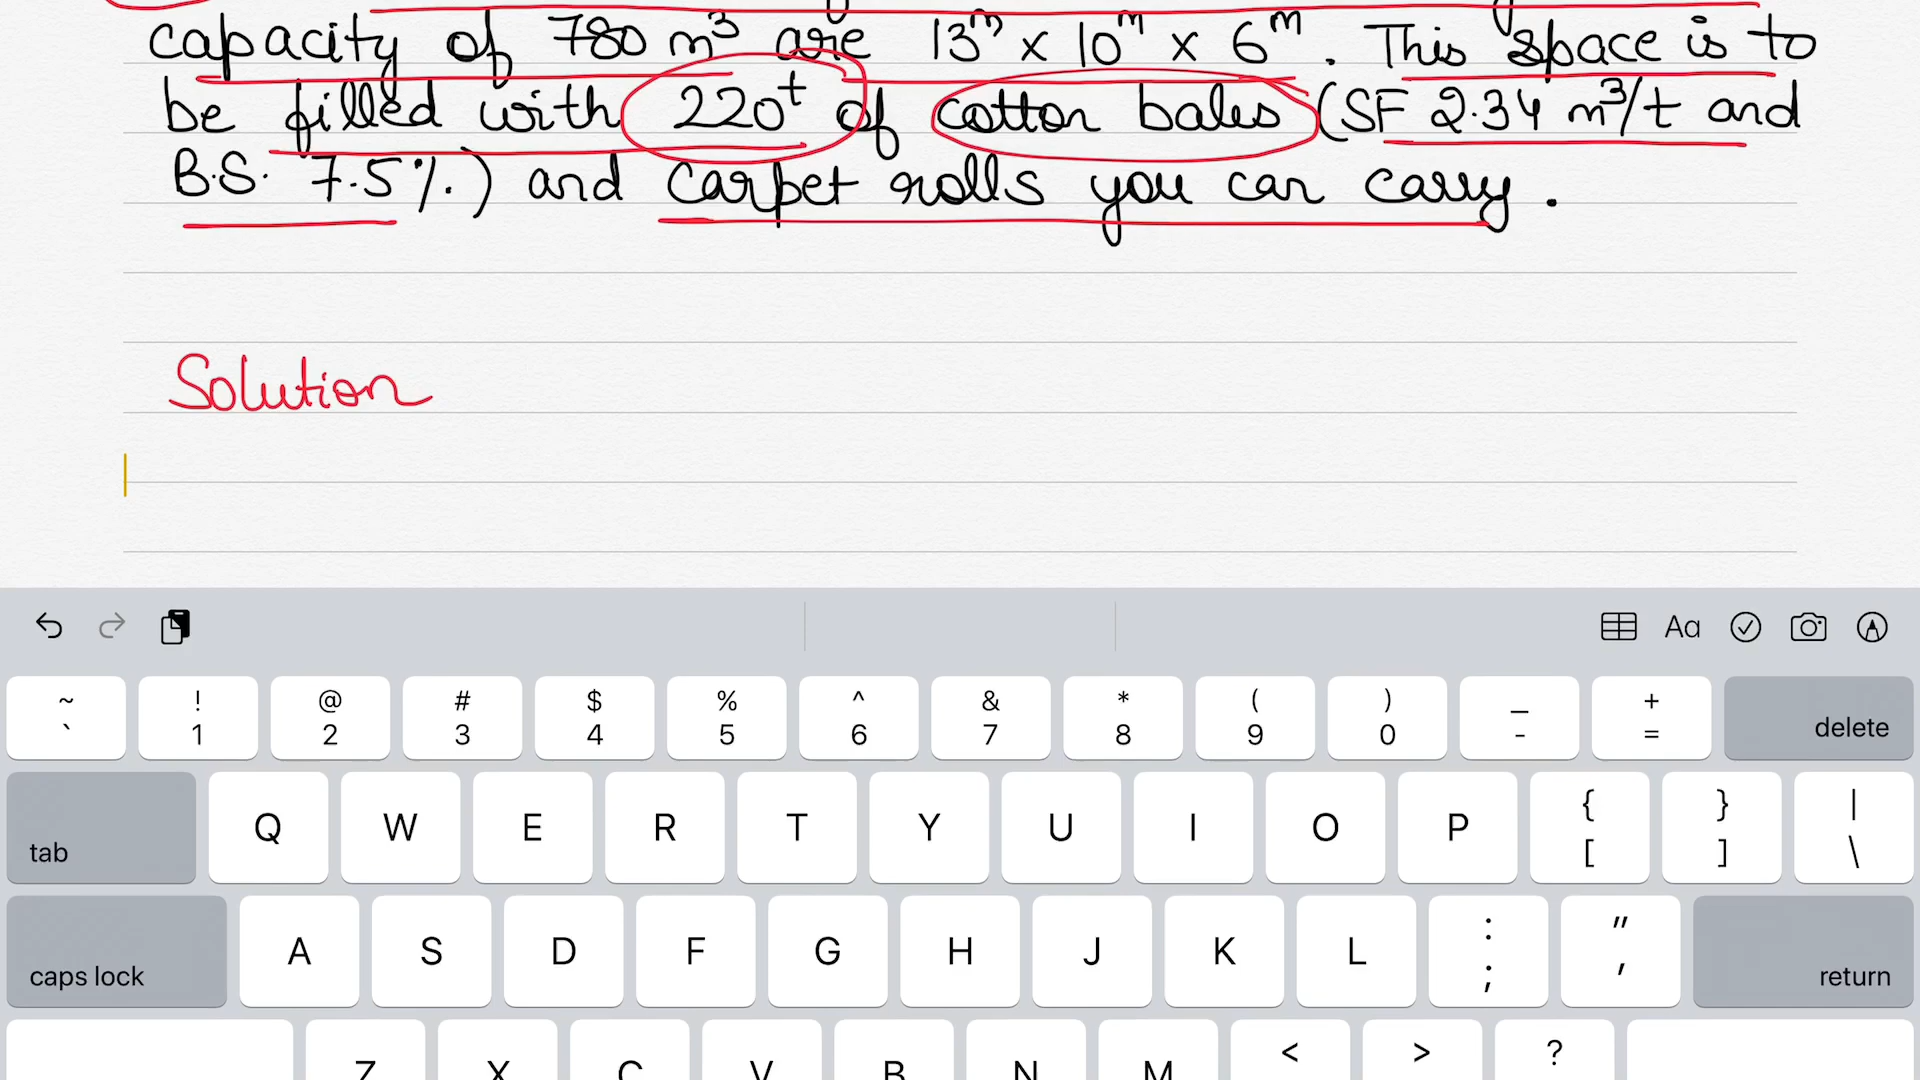 capacity of 780 m³ are 13ᵐ x 10ᵐ x 6ᵐ . This space is to
be filled with 220ᵗ of cotton bales (SF 2.34 m³/t and
B.S. 7.5%.) and carpet rolls you can carry .
Solution
Aa
~ ! @ # $ % ^ & * ( ) _ +
` 1 2 3 4 5 6 7 8 9 0 - = delete
tab Q W E R T Y U I O P { [ } ] | \
caps lock A S D F G H J K L : ; " ' return
Z X C V B N M < > ?